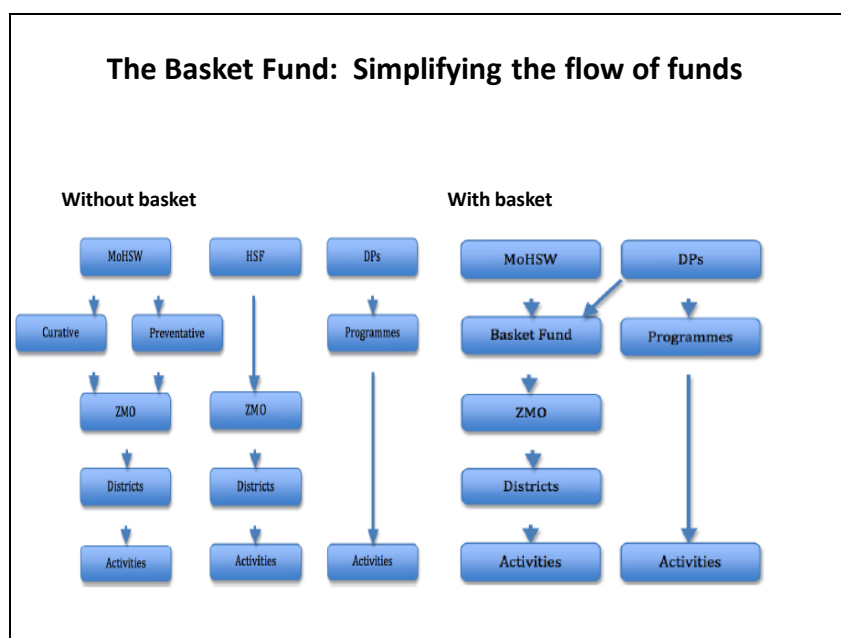 The Basket Fund: Simplifying the flow of funds
Without basket
With basket
MoHSW
HSF
DPs
Curative
Preventative
Programmes
ZMO
ZMO
Districts
Districts
Activities
Activities
Activities
MoHSW
DPs
Basket Fund
Programmes
ZMO
Districts
Activities
Activities